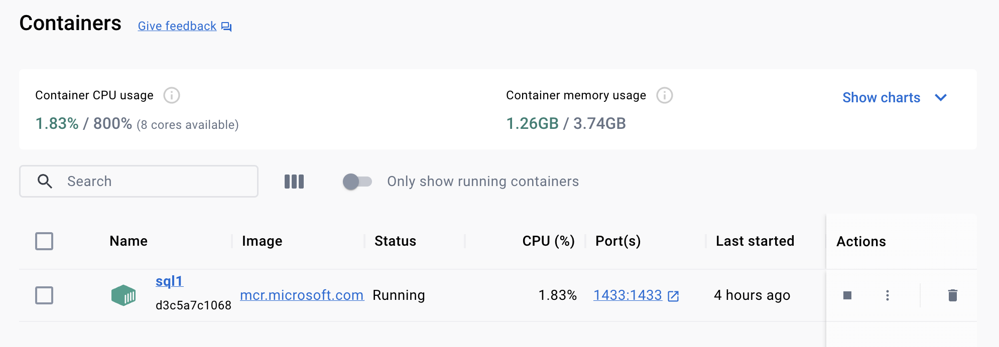 Containers Give feedback
Container CPU usage
1.83% / 800% (8 cores available)
Container memory usage
1.26GB / 3.74GB
Show charts
Search
Only show running containers
Name Image Status CPU (%) Port(s) Last started Actions
sql1
d3c5a7c1068
mcr.microsoft.com Running 1.83% 1433:1433 4 hours ago